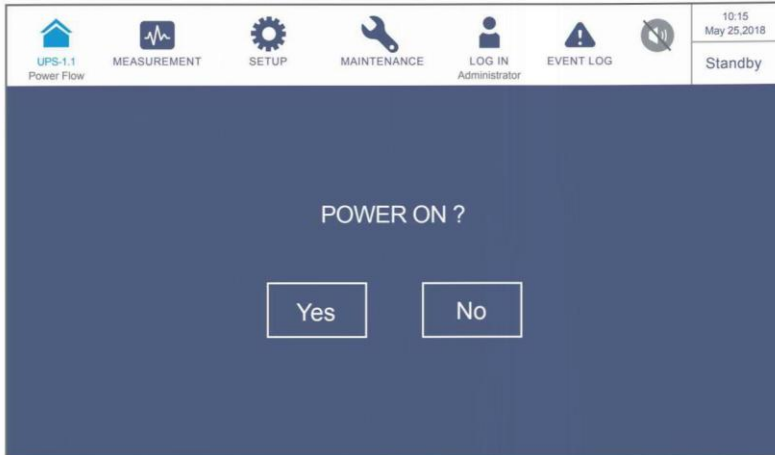 UPS-1.1
Power Flow
MEASUREMENT
SETUP
MAINTENANCE
LOG IN
Administrator
EVENT LOG
10:15
May 25,2018
Standby
POWER ON ?
Yes
No